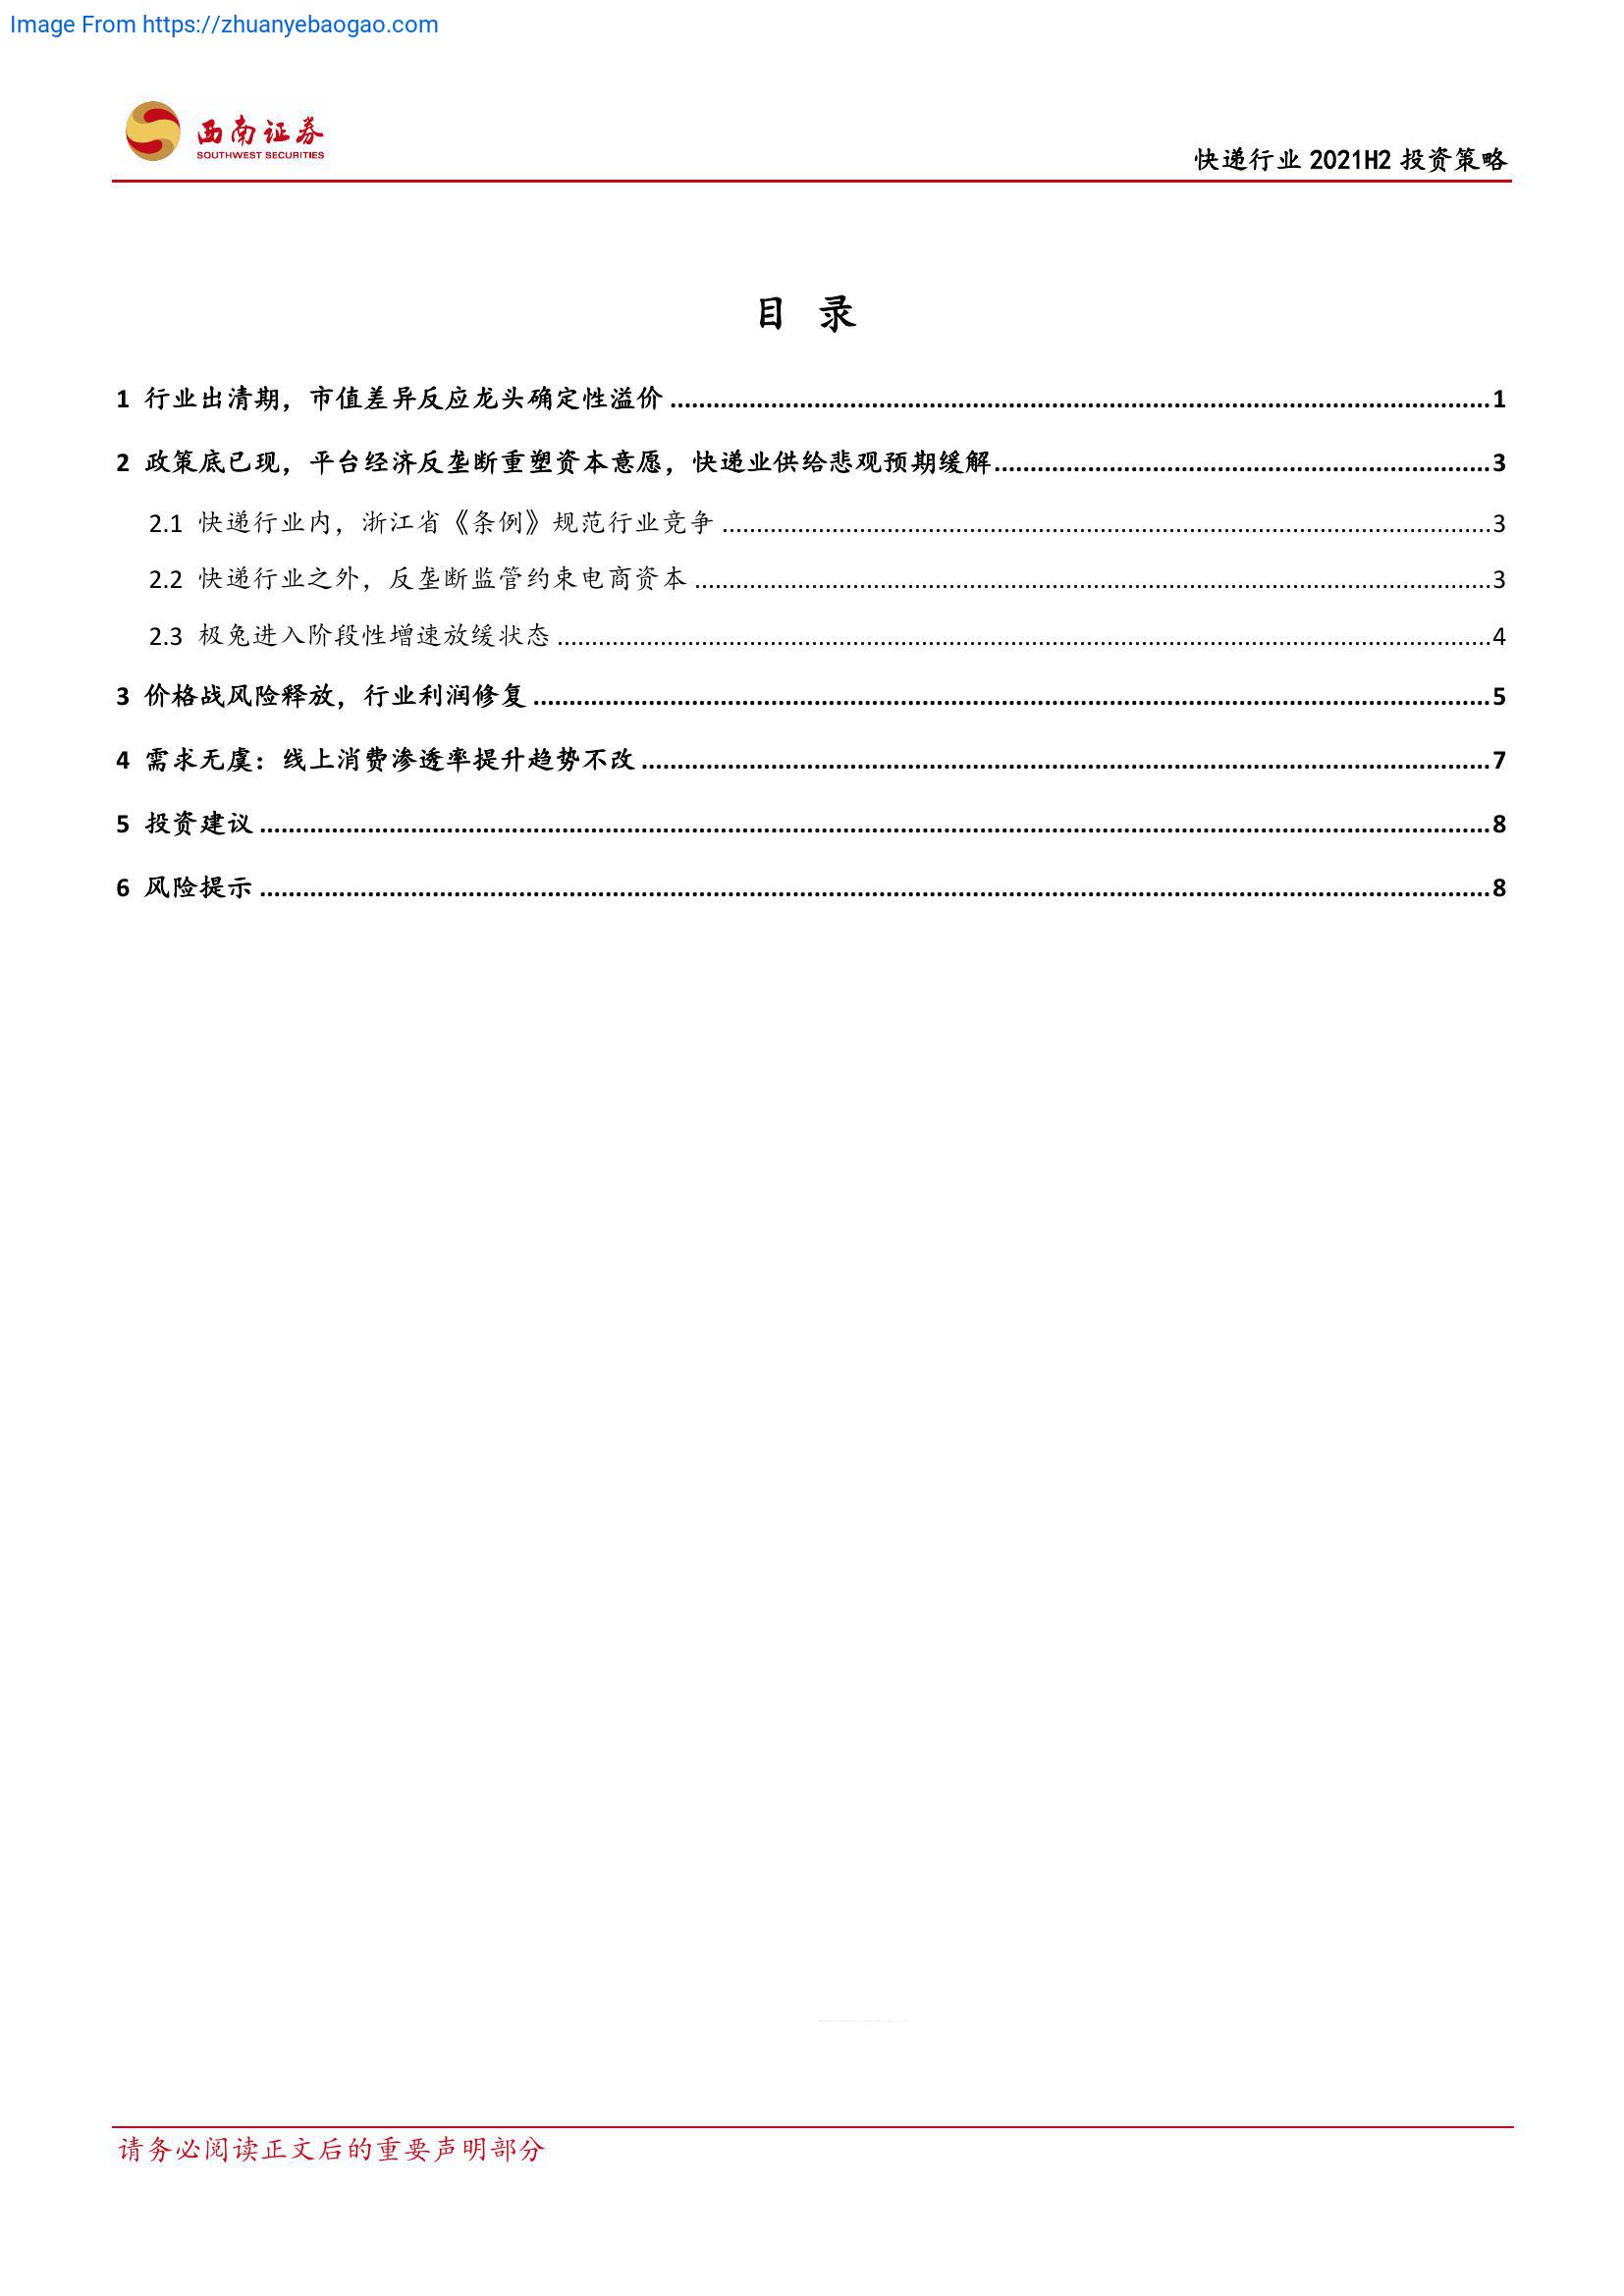 Image From https://zhuanyebaogao.com
西南证券
SOUTHWEST SECURITIES
快递行业 2021H2 投资策略
目 录
1 行业出清期，市值差异反应龙头确定性溢价 1
2 政策底已现，平台经济反垄断重塑资本意愿，快递业供给悲观预期缓解 3
2.1 快递行业内，浙江省《条例》规范行业竞争 3
2.2 快递行业之外，反垄断监管约束电商资本 3
2.3 极兔进入阶段性增速放缓状态 4
3 价格战风险释放，行业利润修复 5
4 需求无虞：线上消费渗透率提升趋势不改 7
5 投资建议 8
6 风险提示 8
请务必阅读正文后的重要声明部分